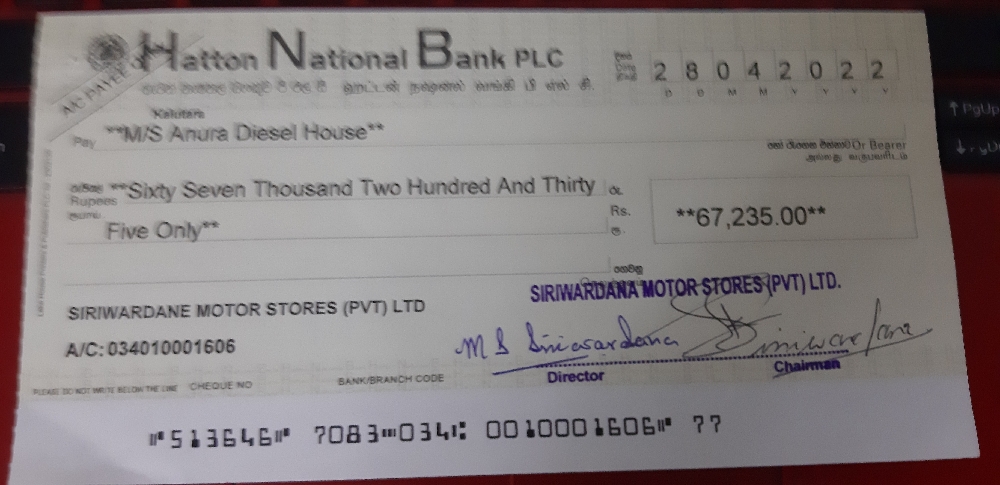 Hatton National Bank PLC
A/C PAYEE
2 8 0 4 2 0 2 2
D D M M Y Y Y Y
Kalutara
Pay **M/S Anura Diesel House**
Or Bearer
Rupees **Sixty Seven Thousand Two Hundred And Thirty
Five Only**
Rs.
**67,235.00**
SIRIWARDANE MOTOR STORES (PVT) LTD
SIRIWARDANA MOTOR STORES (PVT) LTD.
A/C: 034010001606
M S Siriwardana
Director
Chairman
PLEASE DO NOT WRITE BELOW THE LINE
CHEQUE NO
BANK/BRANCH CODE
⑈513646⑈ 7083⑉034⑆ 0010001606⑈ 77
PgUp